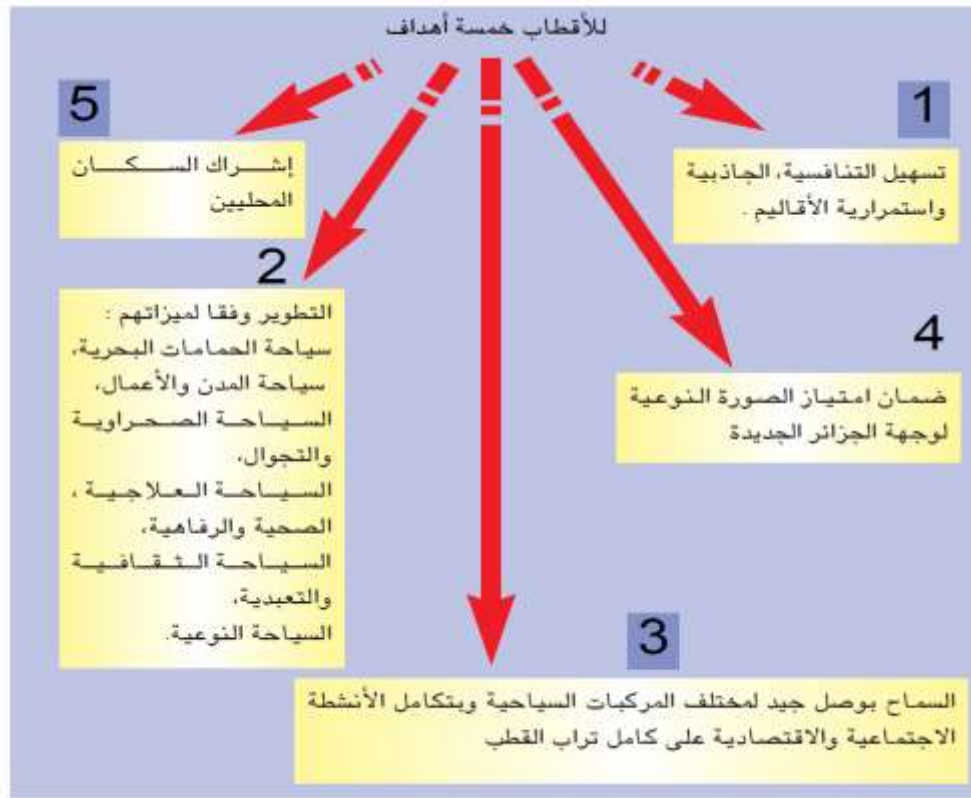 للأقطاب خمسة أهداف
1
تسهيل التنافسية، الجاذبية
واستمرارية الأقاليم .
5
إشراك السكان
المحليين
2
التطوير وفقا لميزاتهم :
سياحة الحمامات البحرية،
سياحة المدن والأعمال،
السياحة الصحراوية
والتجوال،
السياحة العلاجية ،
الصحية والرفاهية،
السياحة الثقافية
والتعبدية،
السياحة النوعية.
4
ضمان امتياز الصورة النوعية
لوجهة الجزائر الجديدة
3
السماح بوصل جيد لمختلف المركبات السياحية وبتكامل الأنشطة
الاجتماعية والاقتصادية على كامل تراب القطب